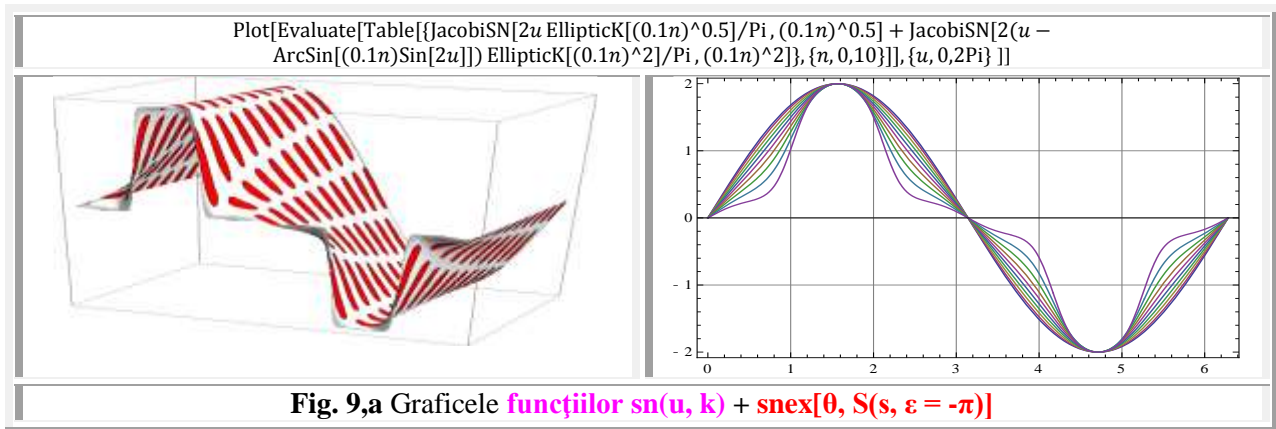 Plot[Evaluate[Table[{JacobiSN[2u EllipticK[(0.1n)^0.5]/Pi , (0.1n)^0.5] + JacobiSN[2(u −
ArcSin[(0.1n)Sin[2u]]) EllipticK[(0.1n)^2]/Pi , (0.1n)^2]}, {n, 0,10}]], {u, 0,2Pi} ]]
2
1
0
- 1
- 2
0 1 2 3 4 5 6
Fig. 9,a Graficele funcţiilor sn(u, k) + snex[θ, S(s, ε = -π)]